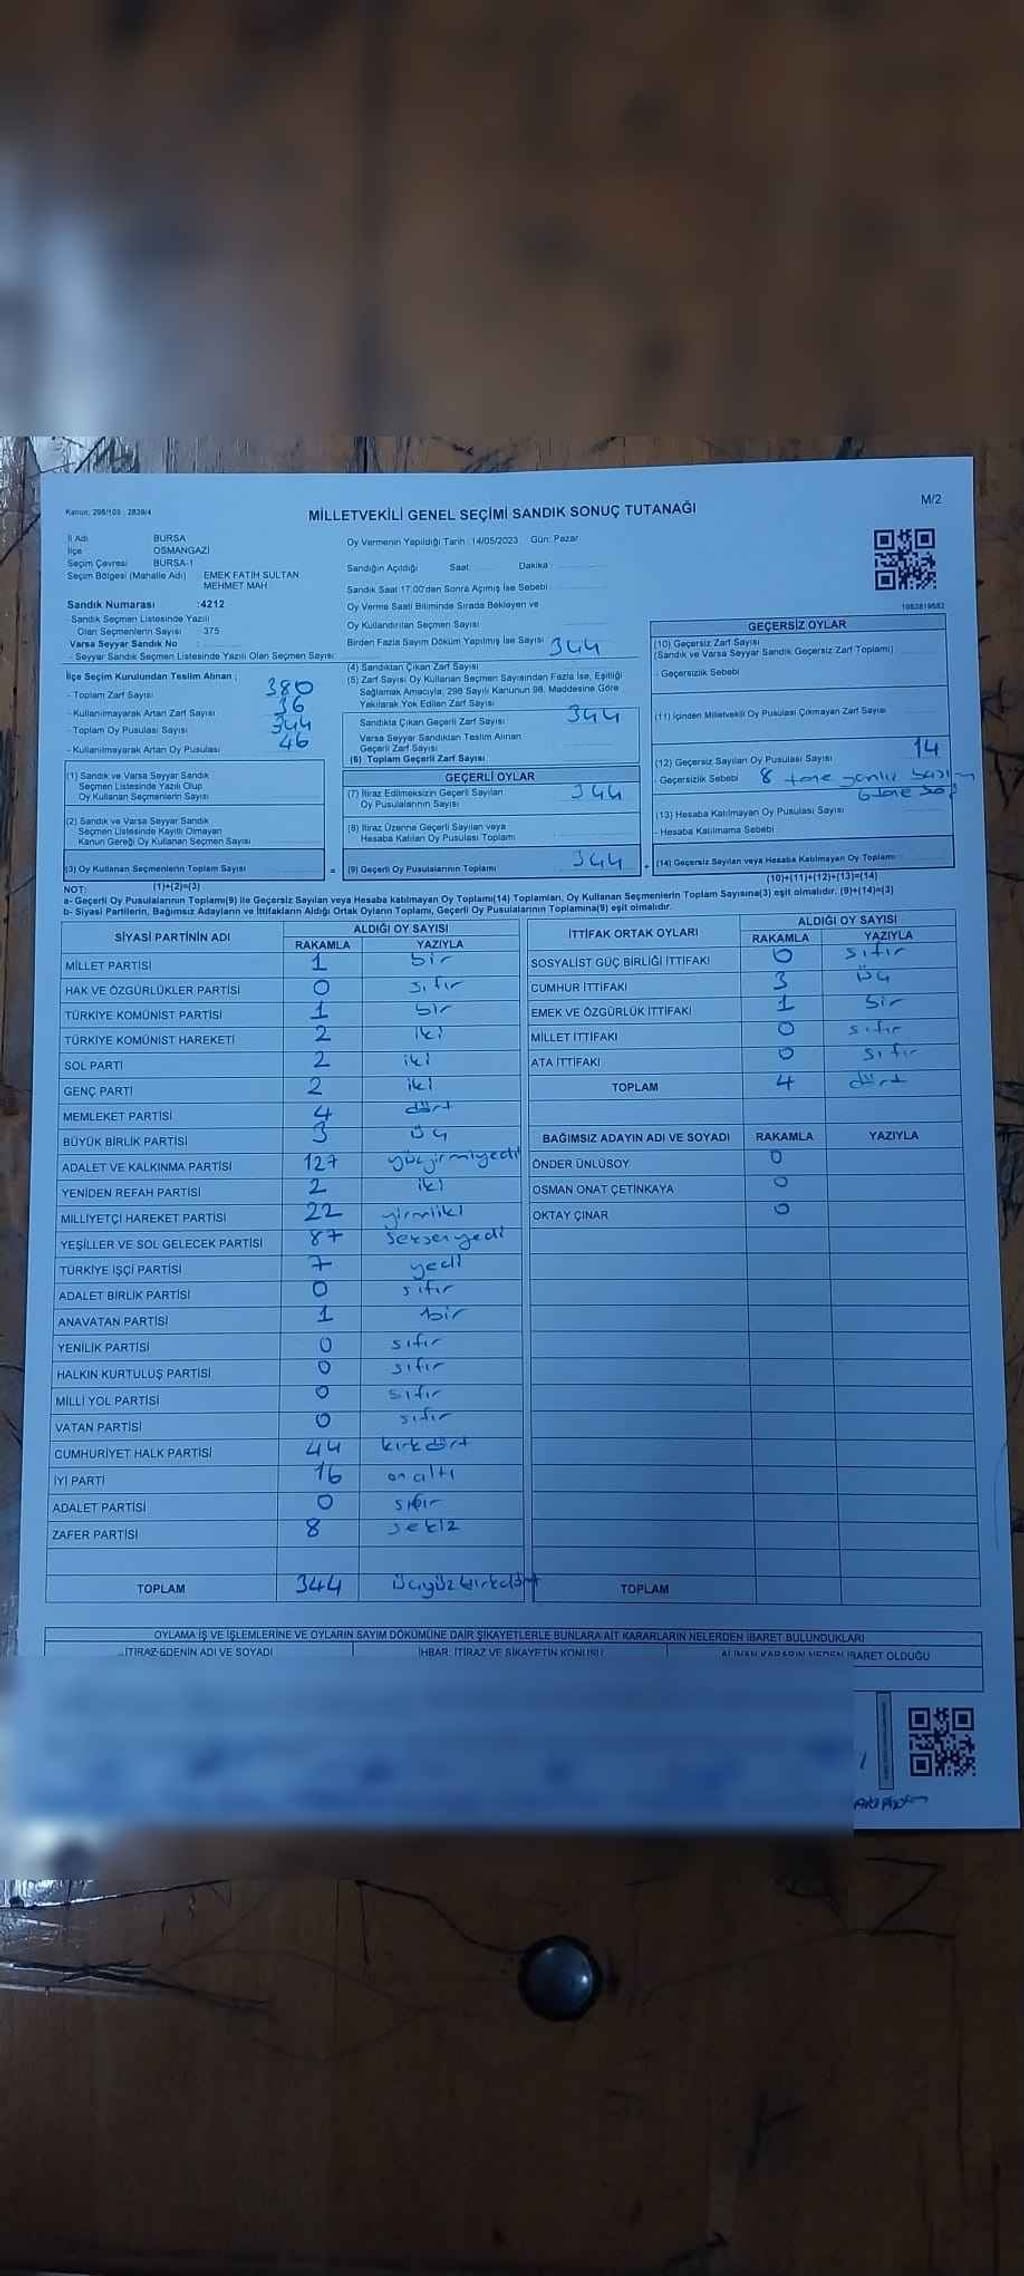 Kanun: 298/105 ; 2839/4
M/2
MİLLETVEKİLİ GENEL SEÇİMİ SANDIK SONUÇ TUTANAĞI
İl Adı BURSA
İlçe OSMANGAZİ
Seçim Çevresi BURSA-1
Seçim Bölgesi (Mahalle Adı) EMEK FATİH SULTAN
MEHMET MAH
Sandık Numarası :4212
Sandık Seçmen Listesinde Yazılı
Olan Seçmenlerin Sayısı 375
Varsa Seyyar Sandık No
- Seyyar Sandık Seçmen Listesinde Yazılı Olan Seçmen Sayısı
Oy Vermenin Yapıldığı Tarih :14/05/2023 Gün: Pazar
Sandığın Açıldığı Saat Dakika
Sandık Saat 17:00'dan Sonra Açımış İse Sebebi
Oy Verme Saati Bitiminde Sırada Bekleyen ve
Oy Kullandırılan Seçmen Sayısı
Birden Fazla Sayım Döküm Yapılmış İse Sayısı 344
İlçe Seçim Kurulundan Teslim Alınan ;
- Toplam Zarf Sayısı 380
- Kullanılmayarak Artan Zarf Sayısı 36
- Toplam Oy Pusulası Sayısı 344
- Kullanılmayarak Artan Oy Pusulası 46
(4) Sandıktan Çıkan Zarf Sayısı
(5) Zarf Sayısı Oy Kullanan Seçmen Sayısından Fazla İse, Eşitliği
Sağlamak Amacıyla; 298 Sayılı Kanunun 98. Maddesine Göre
Yakılarak Yok Edilen Zarf Sayısı
Sandıkta Çıkan Geçerli Zarf Sayısı 344
Varsa Seyyar Sandıktan Teslim Alınan
Geçerli Zarf Sayısı
(6) Toplam Geçerli Zarf Sayısı
GEÇERSİZ OYLAR
(10) Geçersiz Zarf Sayısı
(Sandık ve Varsa Seyyar Sandık Geçersiz Zarf Toplamı)
- Geçersizlik Sebebi
(11) İçinden Milletvekili Oy Pusulası Çıkmayan Zarf Sayısı
(12) Geçersiz Sayılan Oy Pusulası Sayısı 14
- Geçersizlik Sebebi 8 tane yanlış
6 tane
(13) Hesaba Katılmayan Oy Pusulası Sayısı
- Hesaba Katılmama Sebebi
(14) Geçersiz Sayılan veya Hesaba Katılmayan Oy Toplamı
(10)+(11)+(12)+(13)=(14)
(1) Sandık ve Varsa Seyyar Sandık
Seçmen Listesinde Yazılı Olup
Oy Kullanan Seçmenlerin Sayısı
(2) Sandık ve Varsa Seyyar Sandık
Seçmen Listesinde Kayıtlı Olmayan
Kanun Gereği Oy Kullanan Seçmen Sayısı
(3) Oy Kullanan Seçmenlerin Toplam Sayısı =
(1)+(2)=(3)
GEÇERLİ OYLAR
(7) İtiraz Edilmeksizin Geçerli Sayılan
Oy Pusulalarının Sayısı 344
(8) İtiraz Üzerine Geçerli Sayılan veya
Hesaba Katılan Oy Pusulası Toplamı
(9) Geçerli Oy Pusulalarının Toplamı 344 +
NOT:
a- Geçerli Oy Pusulalarının Toplamı(9) ile Geçersiz Sayılan veya Hesaba katılmayan Oy Pusulası Toplamı(14) Toplamları, Oy Kullanan Seçmenlerin Toplam Sayısına(3) eşit olmalıdır. (9)+(14)=(3)
b- Siyasi Partilerin, Bağımsız Adayların ve İttifakların Aldığı Ortak Oyların Toplamı, Geçerli Oy Pusulalarının Toplamına(9) eşit olmalıdır.
SİYASİ PARTİNİN ADI ALDIĞI OY SAYISI
RAKAMLA YAZIYLA
MİLLET PARTİSİ 1 bir
HAK VE ÖZGÜRLÜKLER PARTİSİ 0 sıfır
TÜRKİYE KOMÜNİST PARTİSİ 1 bir
TÜRKİYE KOMÜNİST HAREKETİ 2 iki
SOL PARTİ 2 iki
GENÇ PARTİ 2 iki
MEMLEKET PARTİSİ 4 dört
BÜYÜK BİRLİK PARTİSİ 3 üç
ADALET VE KALKINMA PARTİSİ 127 yüzyirmiyedi
YENİDEN REFAH PARTİSİ 2 iki
MİLLİYETÇİ HAREKET PARTİSİ 22 yirmiiki
YEŞİLLER VE SOL GELECEK PARTİSİ 87 seksenyedi
TÜRKİYE İŞÇİ PARTİSİ 7 yedi
ADALET BİRLİK PARTİSİ 0 sıfır
ANAVATAN PARTİSİ 1 bir
YENİLİK PARTİSİ 0 sıfır
HALKIN KURTULUŞ PARTİSİ 0 sıfır
MİLLİ YOL PARTİSİ 0 sıfır
VATAN PARTİSİ 0 sıfır
CUMHURİYET HALK PARTİSİ 44 kırkdört
İYİ PARTİ 16 onaltı
ADALET PARTİSİ 0 sıfır
ZAFER PARTİSİ 8 sekiz
TOPLAM 344 üçyüzkırkdört
İTTİFAK ORTAK OYLARI ALDIĞI OY SAYISI
RAKAMLA YAZIYLA
SOSYALİST GÜÇ BİRLİĞİ İTTİFAKI 0 sıfır
CUMHUR İTTİFAKI 3 üç
EMEK VE ÖZGÜRLÜK İTTİFAKI 1 bir
MİLLET İTTİFAKI 0 sıfır
ATA İTTİFAKI 0 sıfır
TOPLAM 4 dört
BAĞIMSIZ ADAYIN ADI VE SOYADI RAKAMLA YAZIYLA
ÖNDER ÜNLÜSOY 0
OSMAN ONAT ÇETİNKAYA 0
OKTAY ÇINAR 0
TOPLAM
OYLAMA İŞ VE İŞLEMLERİNE VE OYLARIN SAYIM DÖKÜMÜNE DAİR ŞİKAYETLERLE BUNLARA AİT KARARLARIN NELERDEN İBARET BULUNDUKLARI
İTİRAZ EDENİN ADI VE SOYADI İHBAR, İTİRAZ VE ŞİKAYETİN KONUSU ALINAN KARARIN NEDEN İBARET OLDUĞU